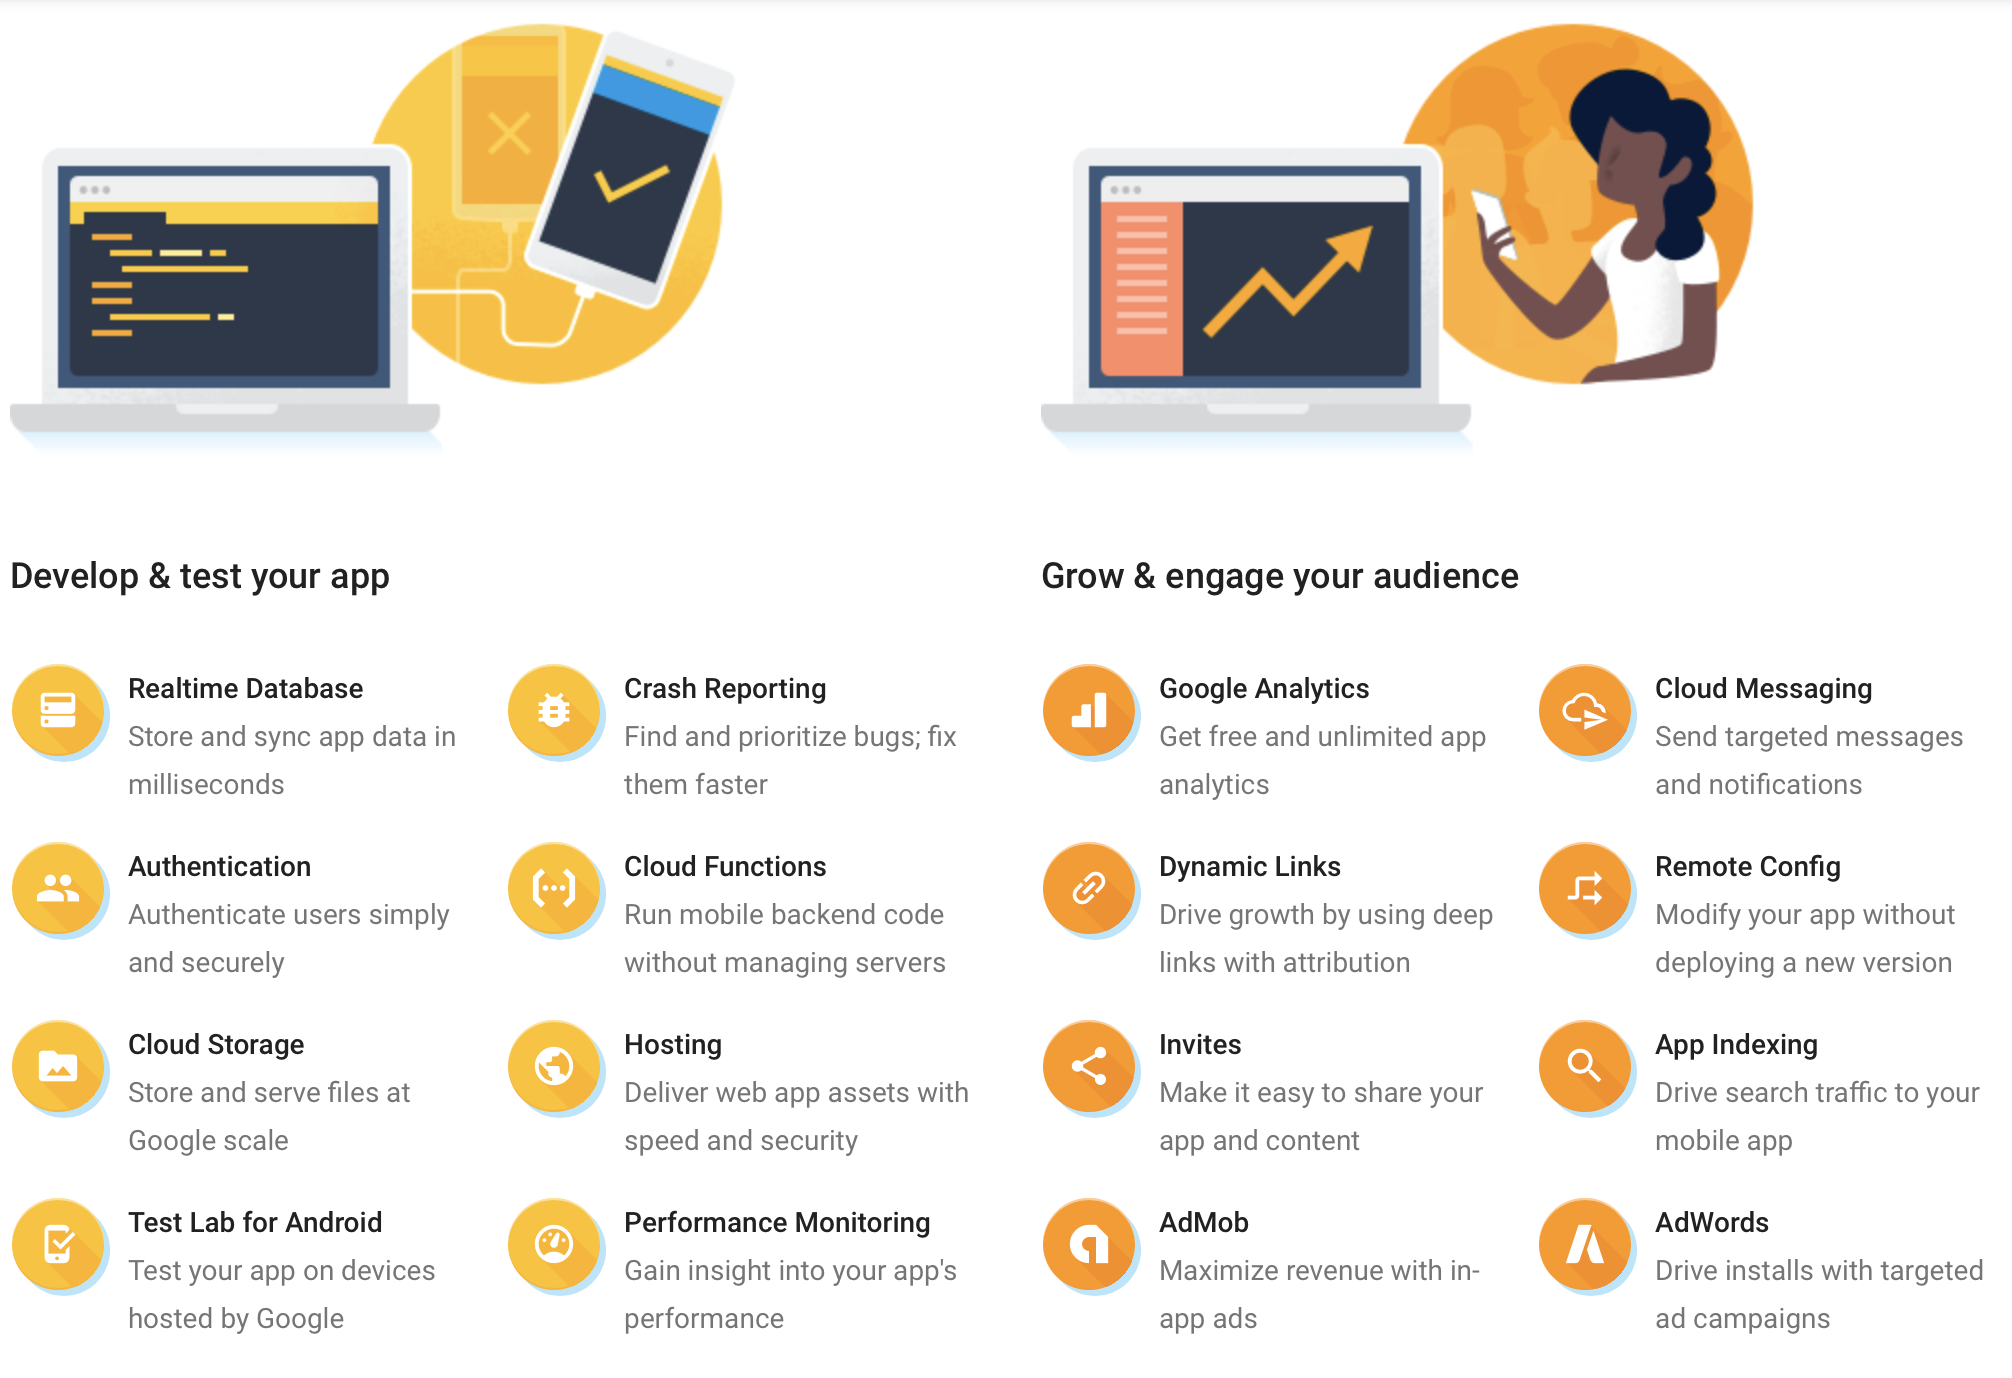 Develop & test your app
Realtime Database
Store and sync app data in
milliseconds
Crash Reporting
Find and prioritize bugs; fix
them faster
Authentication
Authenticate users simply
and securely
Cloud Functions
Run mobile backend code
without managing servers
Cloud Storage
Store and serve files at
Google scale
Hosting
Deliver web app assets with
speed and security
Test Lab for Android
Test your app on devices
hosted by Google
Performance Monitoring
Gain insight into your app's
performance
Grow & engage your audience
Google Analytics
Get free and unlimited app
analytics
Cloud Messaging
Send targeted messages
and notifications
Dynamic Links
Drive growth by using deep
links with attribution
Remote Config
Modify your app without
deploying a new version
Invites
Make it easy to share your
app and content
App Indexing
Drive search traffic to your
mobile app
AdMob
Maximize revenue with in-
app ads
AdWords
Drive installs with targeted
ad campaigns